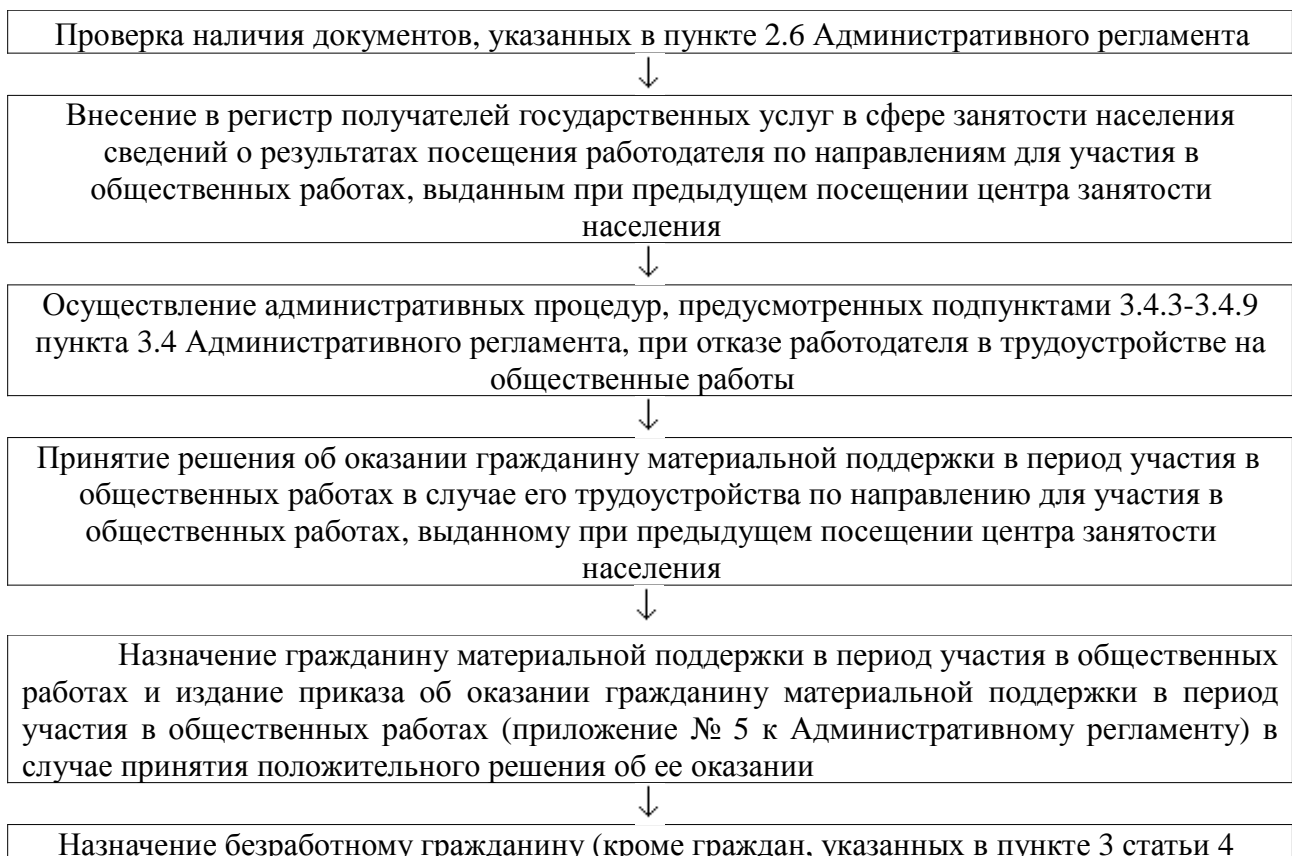 Проверка наличия документов, указанных в пункте 2.6 Административного регламента
↓
Внесение в регистр получателей государственных услуг в сфере занятости населения
сведений о результатах посещения работодателя по направлениям для участия в
общественных работах, выданным при предыдущем посещении центра занятости
населения
↓
Осуществление административных процедур, предусмотренных подпунктами 3.4.3-3.4.9
пункта 3.4 Административного регламента, при отказе работодателя в трудоустройстве на
общественные работы
↓
Принятие решения об оказании гражданину материальной поддержки в период участия в
общественных работах в случае его трудоустройства по направлению для участия в
общественных работах, выданному при предыдущем посещении центра занятости
населения
↓
Назначение гражданину материальной поддержки в период участия в общественных
работах и издание приказа об оказании гражданину материальной поддержки в период
участия в общественных работах (приложение № 5 к Административному регламенту) в
случае принятия положительного решения об ее оказании
↓
Назначение безработному гражданину (кроме граждан, указанных в пункте 3 статьи 4